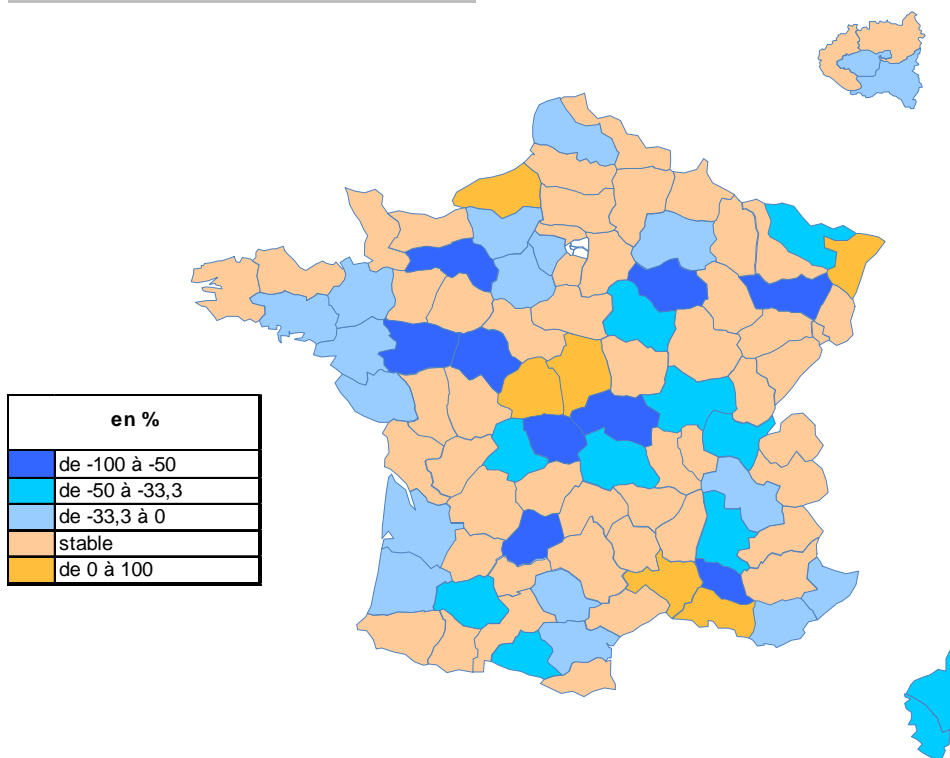 en %
de -100 à -50
de -50 à -33,3
de -33,3 à 0
stable
de 0 à 100